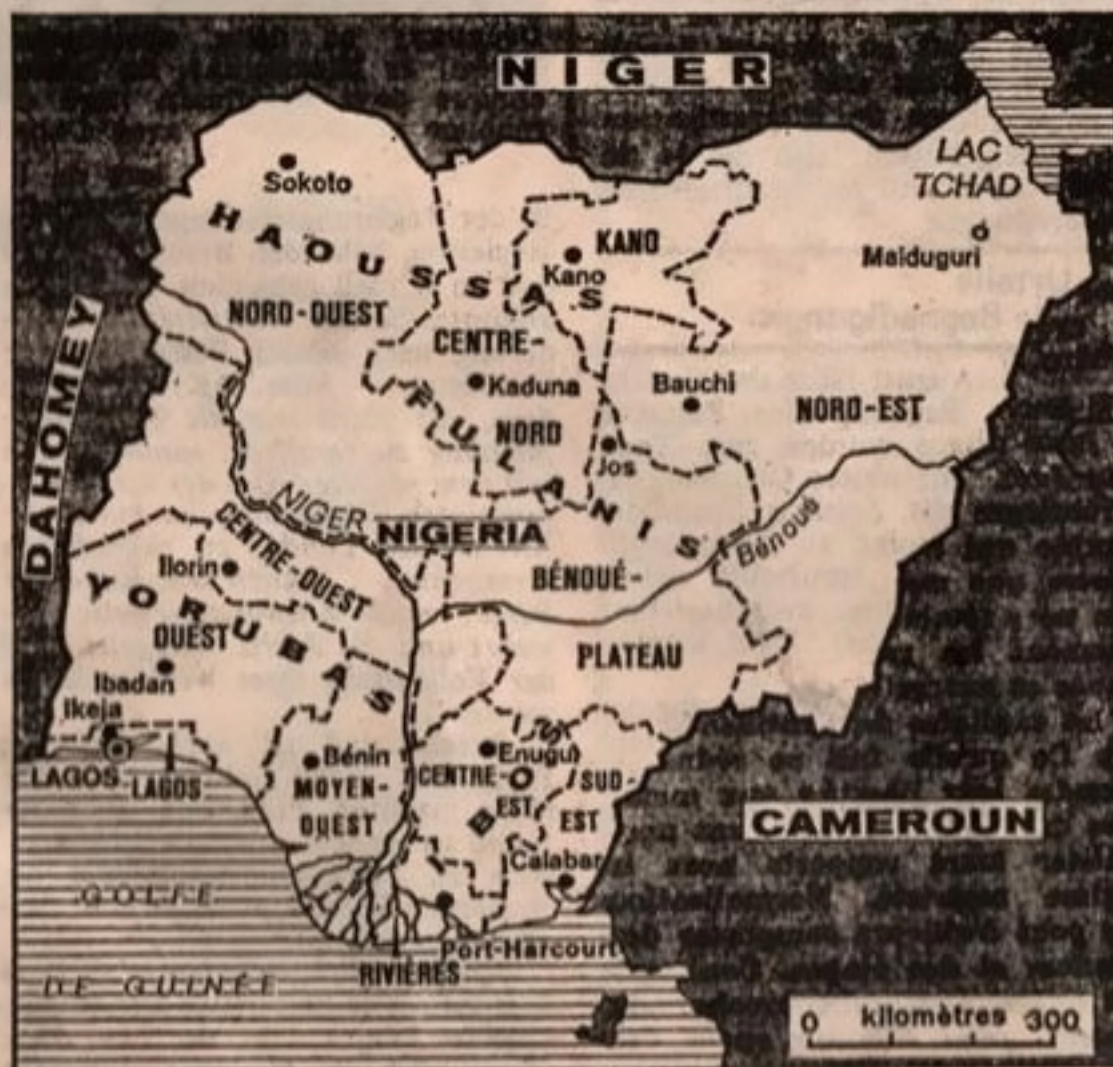 NIGER
LAC
TCHAD
Sokoto
HAOUSSAS
KANO
Kano
Maiduguri
NORD-OUEST
CENTRE-
NORD
Kaduna
Bauchi
NORD-EST
DAHOMEY
FULANIS
Jos
NIGER
NIGERIA
Bénoué
CENTRE-OUEST
BÉNOUÉ-
PLATEAU
Ilorin
YORUBAS
OUEST
Ibadan
Ikeja
LAGOS
LAGOS
Bénin
MOYEN-
OUEST
Enugu
CENTRE-
EST
IBO
SUD-
EST
CAMEROUN
Calabar
Port-Harcourt
RIVIÈRES
GOLFE
DE GUINÉE
kilomètres
0 300